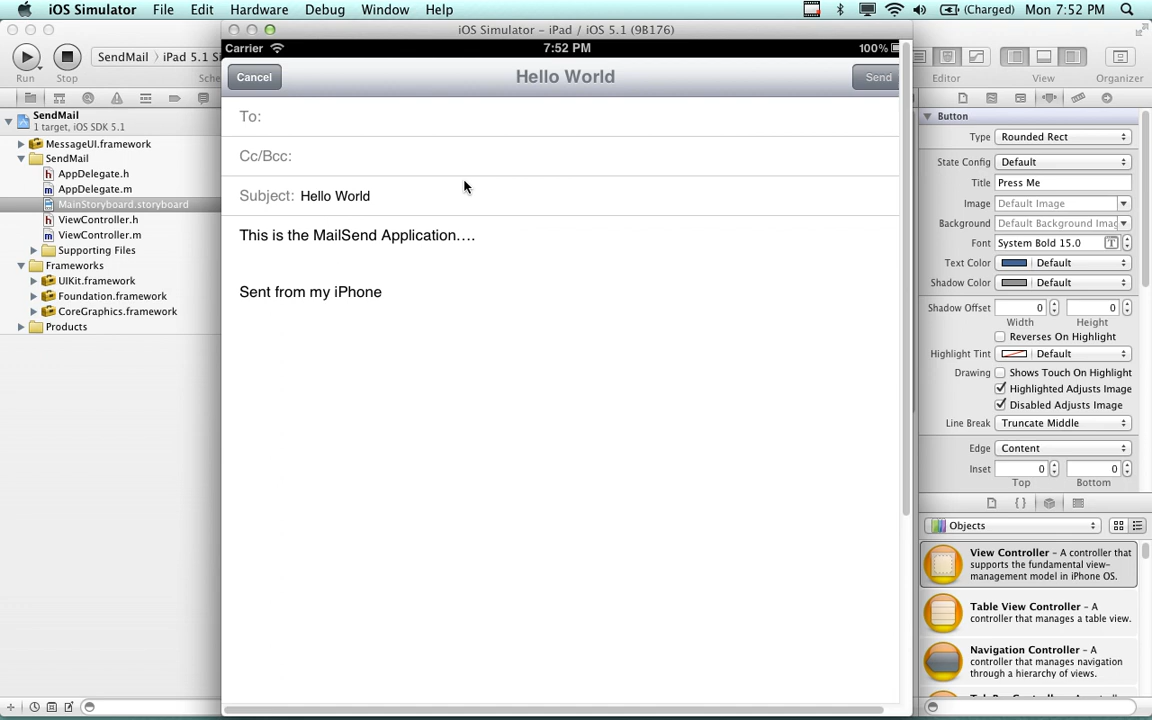 iOS Simulator File Edit Hardware Debug Window Help (Charged) Mon 7:52 PM
iOS Simulator - iPad / iOS 5.1 (9B176)
Run Stop SendMail iPad 5.1 Si
Sche
Editor View Organizer
Carrier 7:52 PM 100%
Cancel Hello World Send
To:
Cc/Bcc:
Subject: Hello World
This is the MailSend Application....
Sent from my iPhone
SendMail
1 target, iOS SDK 5.1
MessageUI.framework
SendMail
AppDelegate.h
AppDelegate.m
MainStoryboard.storyboard
ViewController.h
ViewController.m
Supporting Files
Frameworks
UIKit.framework
Foundation.framework
CoreGraphics.framework
Products
Button
Type Rounded Rect
State Config Default
Title Press Me
Image Default Image
Background Default Background Imag
Font System Bold 15.0 T
Text Color Default
Shadow Color Default
Shadow Offset 0 0
Width Height
Reverses On Highlight
Highlight Tint Default
Drawing Shows Touch On Highlight
Highlighted Adjusts Image
Disabled Adjusts Image
Line Break Truncate Middle
Edge Content
Inset 0 0
Top Bottom
{}
Objects
View Controller - A controller that
supports the fundamental view-
management model in iPhone OS.
Table View Controller - A
controller that manages a table view.
Navigation Controller - A
controller that manages navigation
through a hierarchy of views.